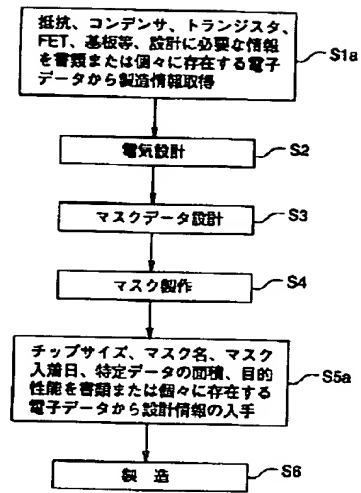 抵抗、コンデンサ、トランジスタ、
FET、基板等、設計に必要な情報
を書類または個々に存在する電子
データから製造情報取得
S1a
電気設計
S2
マスクデータ設計
S3
マスク製作
S4
チップサイズ、マスク名、マスク
入着日、特定データの面積、目的
性能を書類または個々に存在する
電子データから設計情報の入手
S5a
製 造
S6